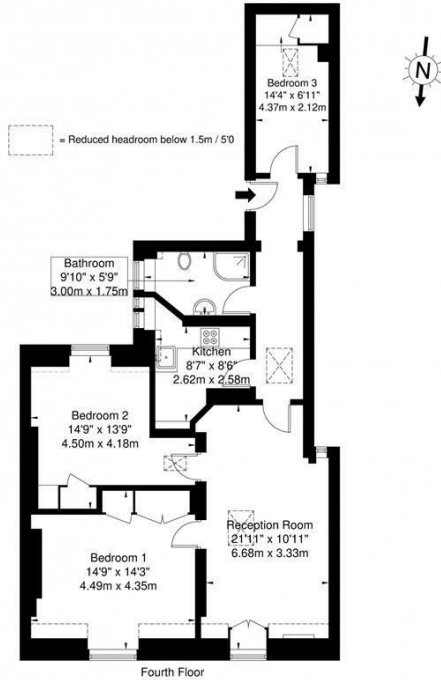 Bedroom 3
14'4" x 6'11"
4.37m x 2.12m
N
= Reduced headroom below 1.5m / 5'0
Bathroom
9'10" x 5'9"
3.00m x 1.75m
Kitchen
8'7" x 8'6"
2.62m x 2.58m
Bedroom 2
14'9" x 13'9"
4.50m x 4.18m
Reception Room
21'11" x 10'11"
6.68m x 3.33m
Bedroom 1
14'9" x 14'3"
4.49m x 4.35m
Fourth Floor